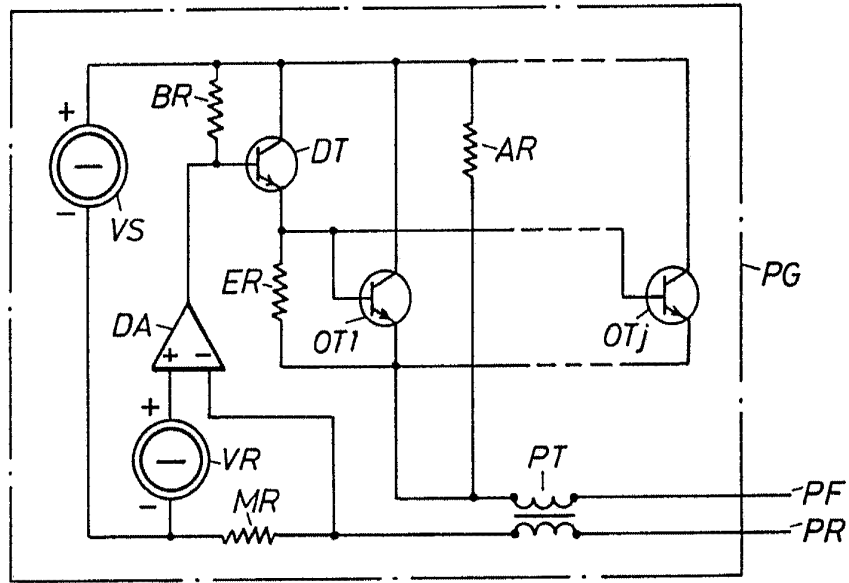 BR
DT
AR
+
−
VS
ER
OT1
OTj
PG
DA
+ −
+
VR
−
MR
PT
PF
PR